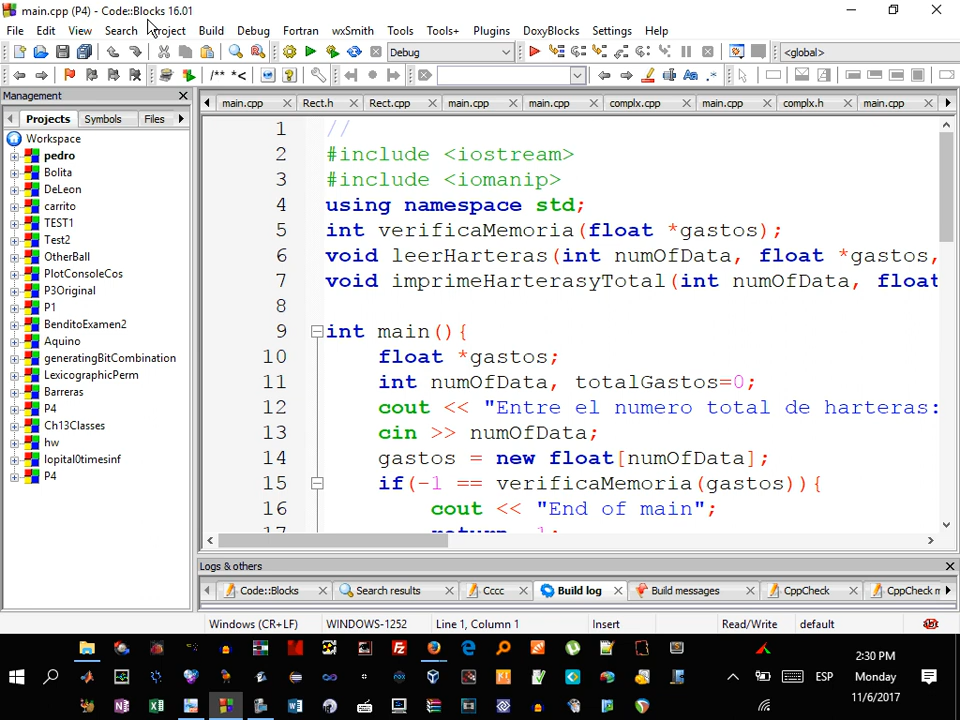 main.cpp (P4) - Code::Blocks 16.01
File Edit View Search Project Build Debug Fortran wxSmith Tools Tools+ Plugins DoxyBlocks Settings Help
Debug <global>
/** *<
Management
main.cpp Rect.h Rect.cpp main.cpp main.cpp complx.cpp main.cpp complx.h main.cpp
Projects Symbols Files
Workspace
pedro
Bolita
DeLeon
carrito
TEST1
Test2
OtherBall
PlotConsoleCos
P3Original
P1
BenditoExamen2
Aquino
generatingBitCombination
LexicographicPerm
Barreras
P4
Ch13Classes
hw
lopital0timesinf
P4
1 //
2 #include <iostream>
3 #include <iomanip>
4 using namespace std;
5 int verificaMemoria(float *gastos);
6 void leerHarteras(int numOfData, float *gastos,
7 void imprimeHarterasyTotal(int numOfData, float
8
9 int main(){
10 float *gastos;
11 int numOfData, totalGastos=0;
12 cout << "Entre el numero total de harteras:
13 cin >> numOfData;
14 gastos = new float[numOfData];
15 if(-1 == verificaMemoria(gastos)){
16 cout << "End of main";
17 return -1;
Logs & others
Code::Blocks Search results Cccc Build log Build messages CppCheck CppCheck m
Windows (CR+LF) WINDOWS-1252 Line 1, Column 1 Insert Read/Write default
2:30 PM
ESP Monday
11/6/2017